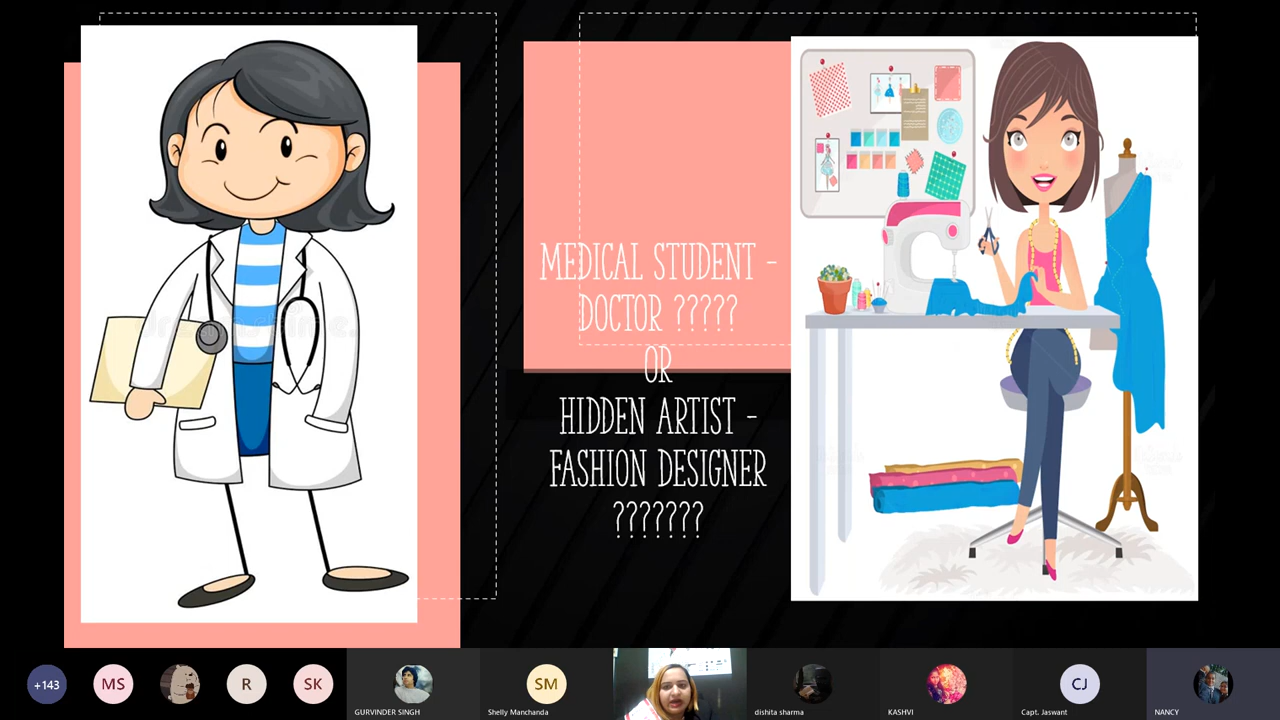 MEDICAL STUDENT -
DOCTOR ?????
OR
HIDDEN ARTIST -
FASHION DESIGNER
???????
+143
MS
R
SK
GURVINDER SINGH
SM
Shelly Manchanda
dishita sharma
KASHVI
CJ
Capt. Jaswant
NANCY